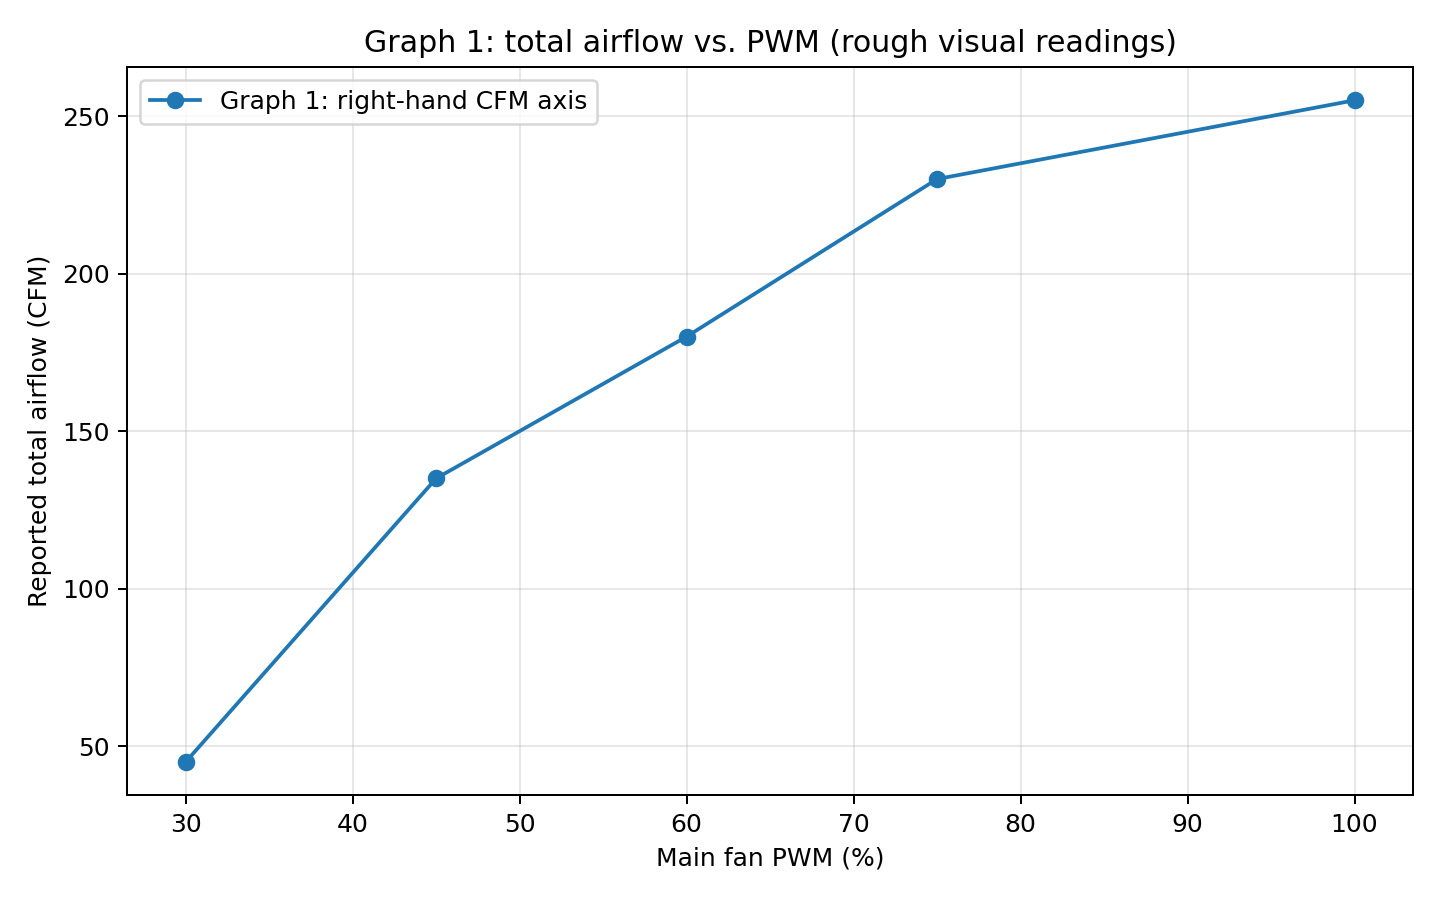 Graph 1: total airflow vs. PWM (rough visual readings)
Graph 1: right-hand CFM axis
Reported total airflow (CFM)
250
200
150
100
50
30 40 50 60 70 80 90 100
Main fan PWM (%)